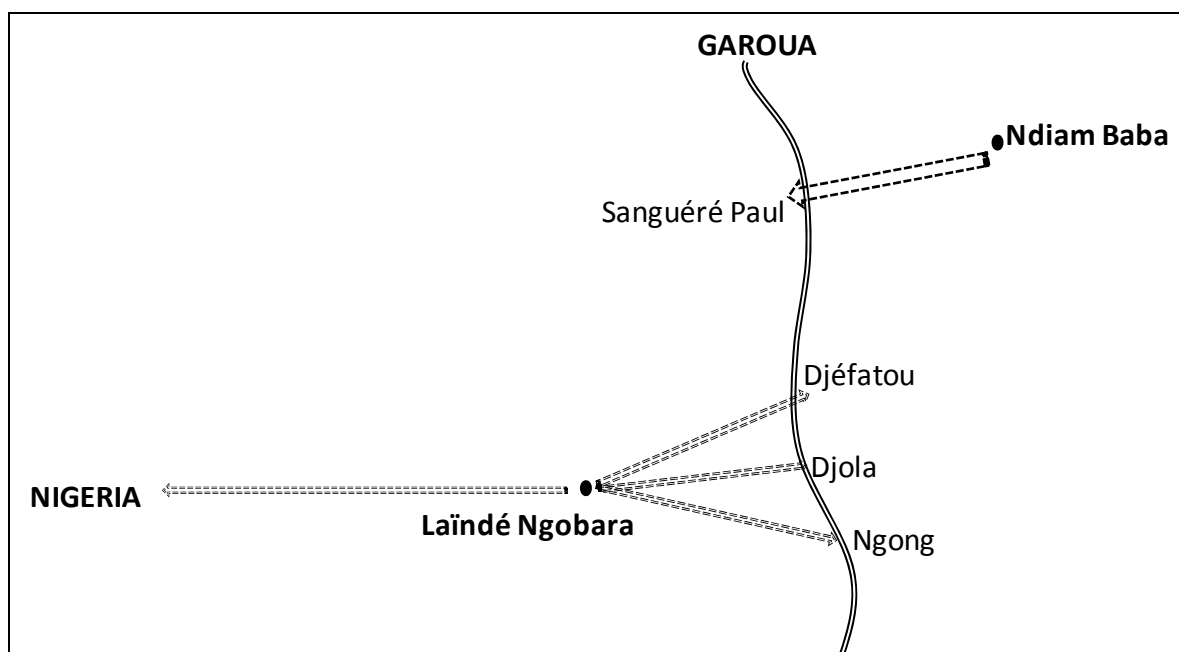 GAROUA
Ndiam Baba
Sanguéré Paul
Djéfatou
Djola
NIGERIA
Laïndé Ngobara
Ngong